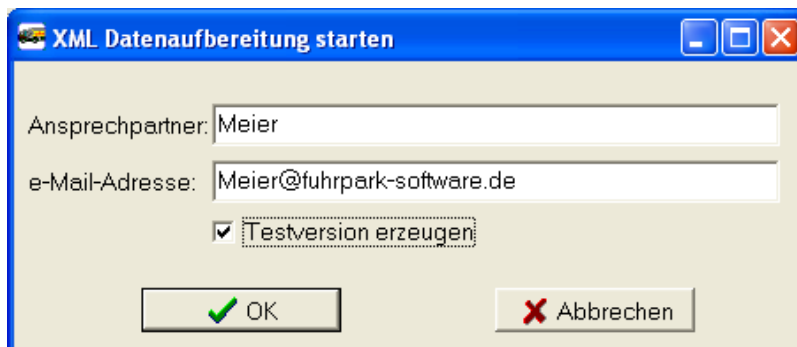 XML Datenaufbereitung starten
Ansprechpartner: Meier
e-Mail-Adresse: Meier@fuhrpark-software.de
Testversion erzeugen
OK Abbrechen